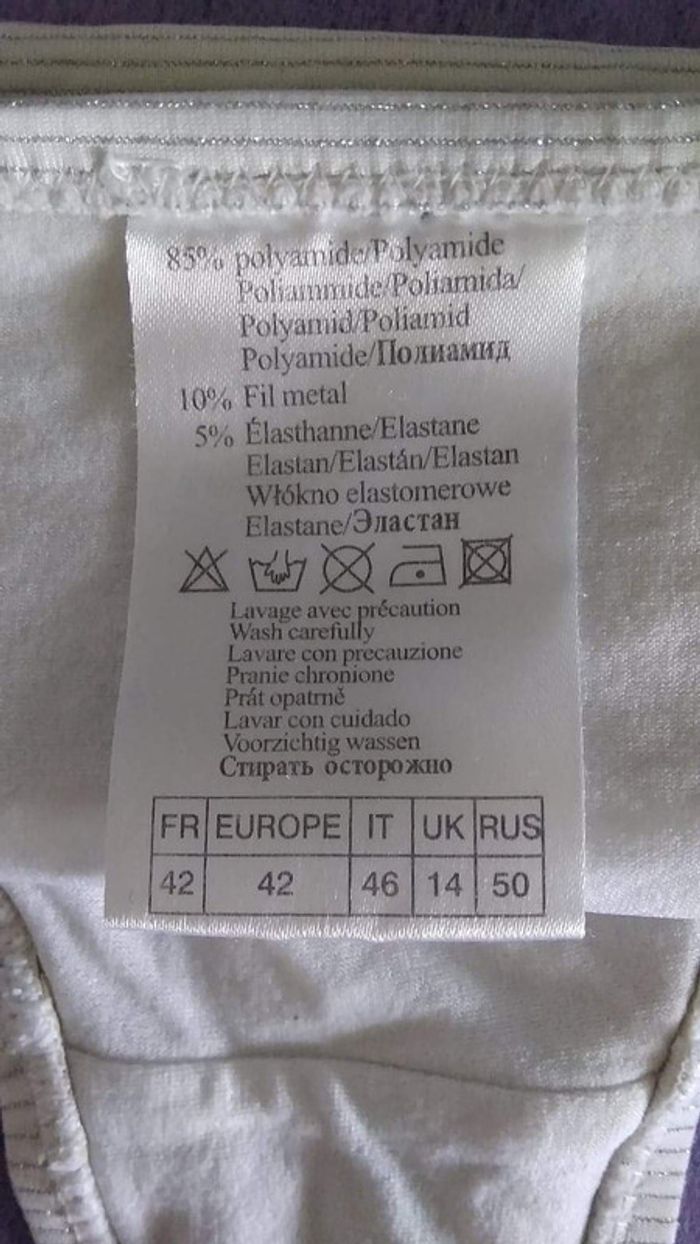 85% polyamide/Polyamide
Poliammide/Poliamida/
Polyamid/Poliamid
Polyamide/Полиамид
10% Fil metal
5% Élasthanne/Elastane
Elastan/Elastán/Elastan
Włókno elastomerowe
Elastane/Эластан
Lavage avec précaution
Wash carefully
Lavare con precauzione
Pranie chronione
Prát opatrně
Lavar con cuidado
Voorzichtig wassen
Стирать осторожно
FR EUROPE IT UK RUS
42 42 46 14 50